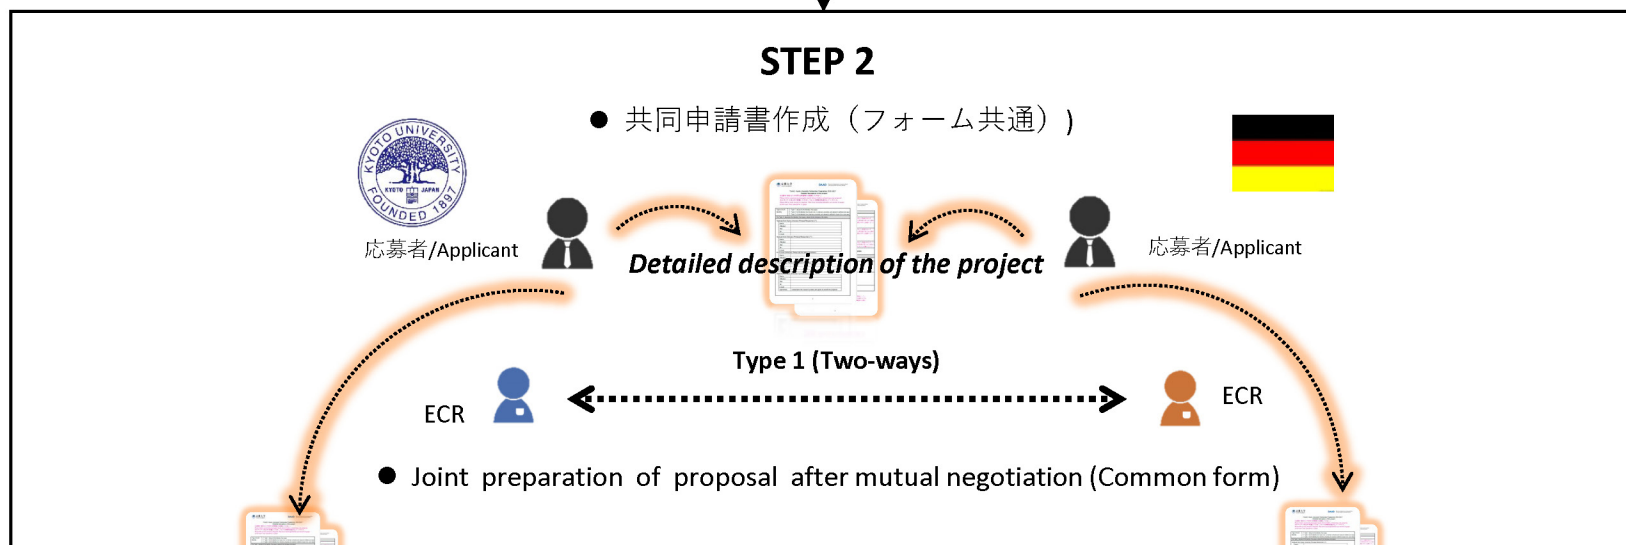 STEP 2
● 共同申請書作成（フォーム共通）)
KYOTO UNIVERSITY
KYOTO JAPAN
FOUNDED 1897
応募者/Applicant
応募者/Applicant
Detailed description of the project
Type 1 (Two-ways)
ECR
ECR
● Joint preparation of proposal after mutual negotiation (Common form)